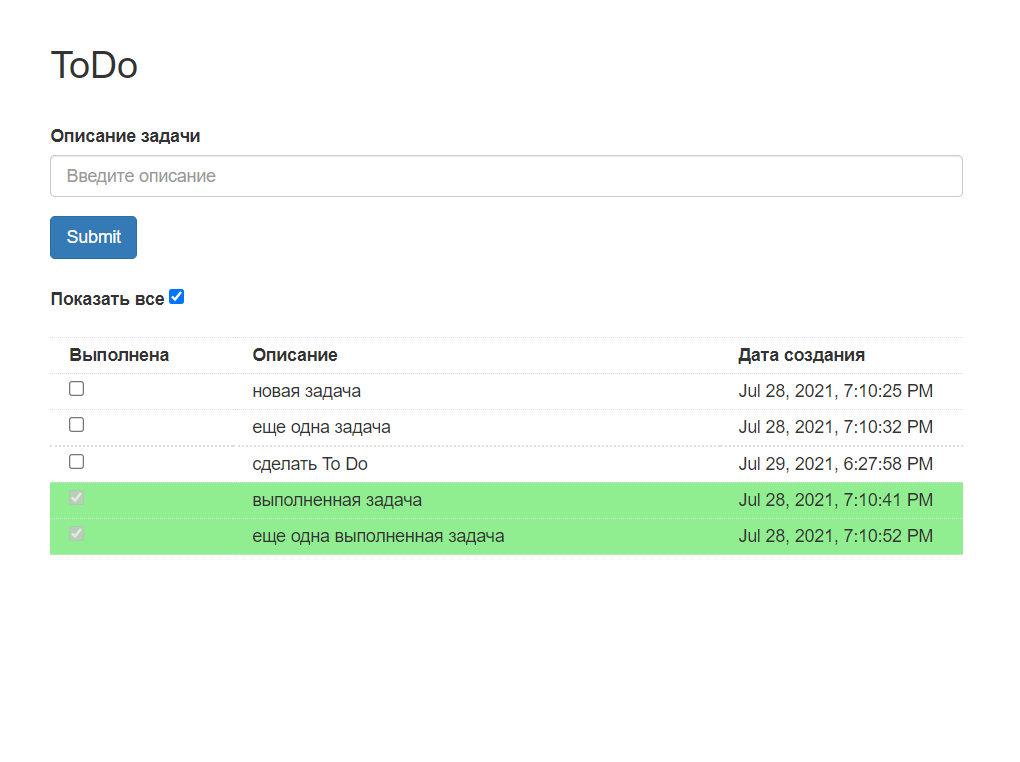 ToDo
Описание задачи
Введите описание
Submit
Показать все
Выполнена Описание Дата создания
новая задача Jul 28, 2021, 7:10:25 PM
еще одна задача Jul 28, 2021, 7:10:32 PM
сделать To Do Jul 29, 2021, 6:27:58 PM
выполненная задача Jul 28, 2021, 7:10:41 PM
еще одна выполненная задача Jul 28, 2021, 7:10:52 PM